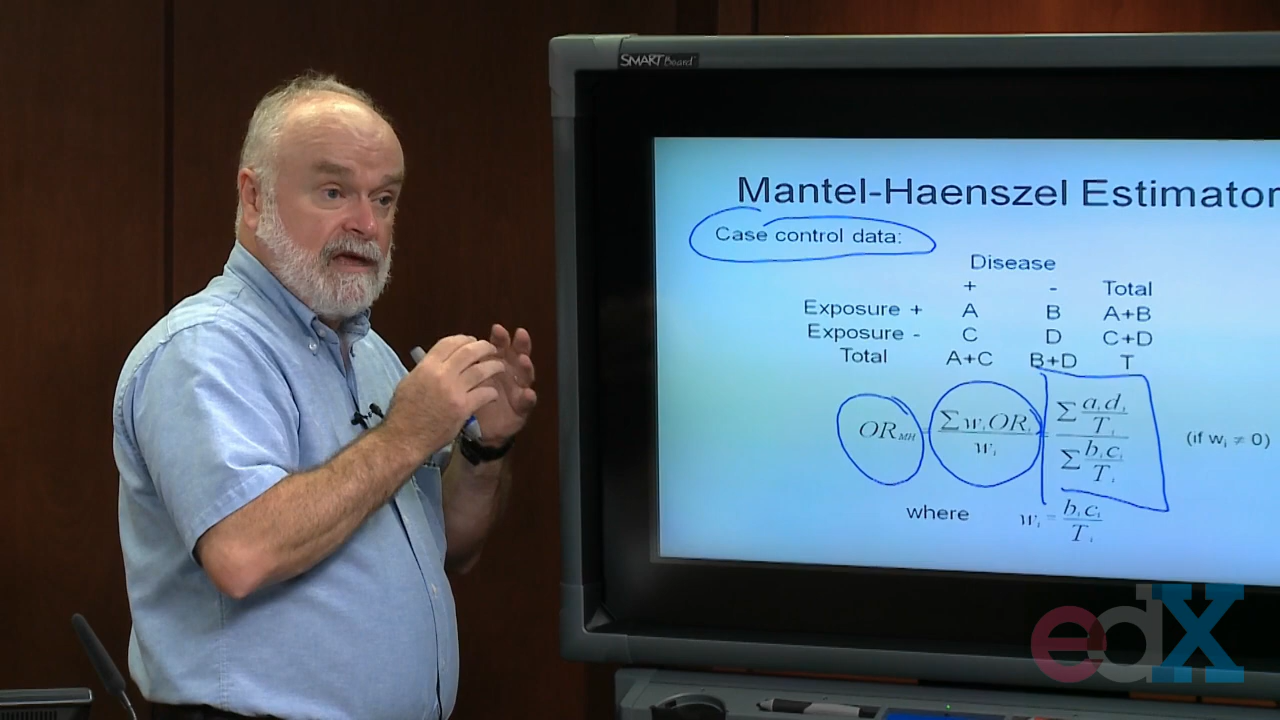 SMART Board
Mantel-Haenszel Estimator
Case control data:
Disease
+ - Total
Exposure + A B A+B
Exposure - C D C+D
Total A+C B+D T
OR_MH = Σ w_i OR_i / w_i = Σ (a_i d_i / T_i) / Σ (b_i c_i / T_i) (if w_i ≠ 0)
where w_i = b_i c_i / T_i
edX